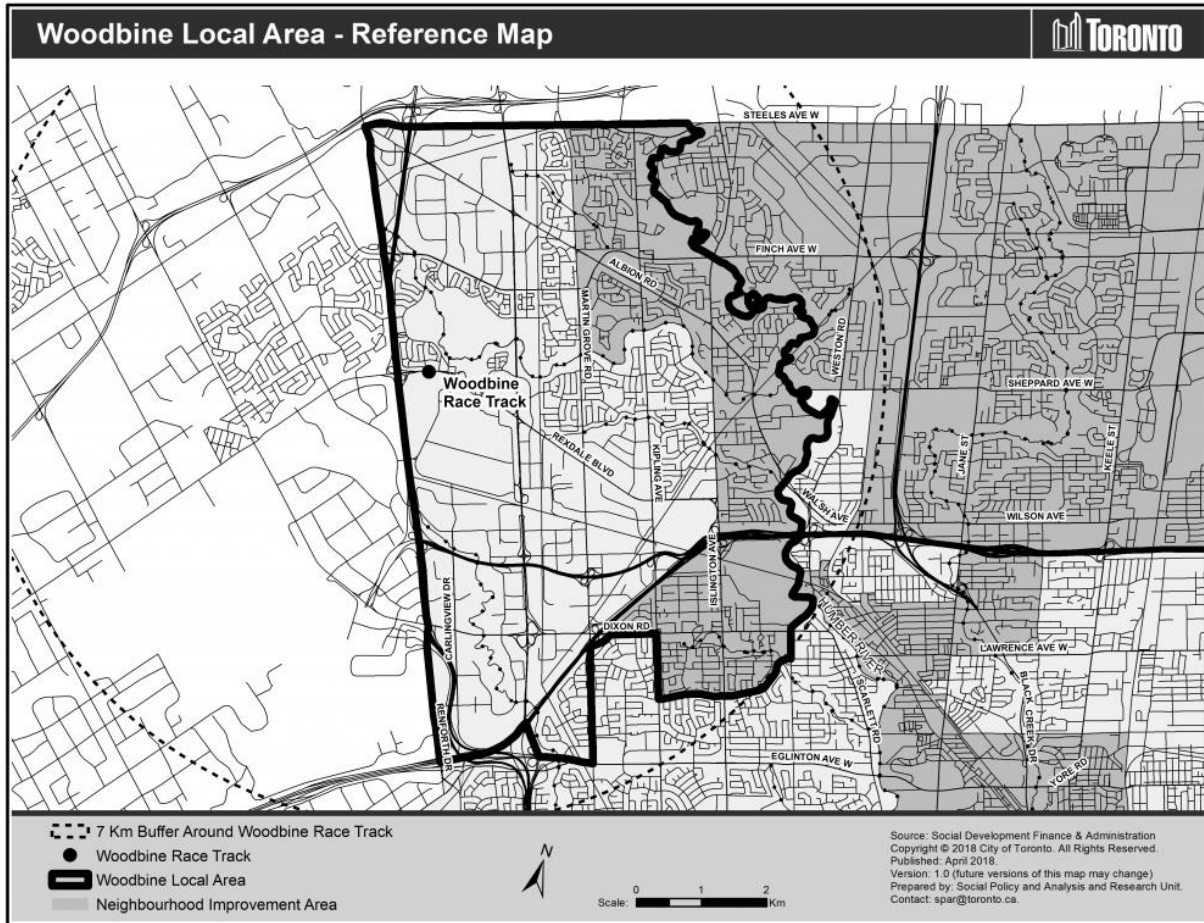 Woodbine Local Area - Reference Map
TORONTO
STEELES AVE W
FINCH AVE W
ALBION RD
MARTIN GROVE RD
WESTON RD
Woodbine
Race Track
SHEPPARD AVE W
REXDALE BLVD
KIPLING AVE
JANE ST
KEELE ST
WALSH AVE
WILSON AVE
ISLINGTON AVE
CARLINGVIEW DR
DIXON RD
HUMBER RIVER
LAWRENCE AVE W
SCARLETT RD
BLACK CREEK DR
RENFORTH DR
EGLINTON AVE W
YORE RD
7 Km Buffer Around Woodbine Race Track
Woodbine Race Track
Woodbine Local Area
Neighbourhood Improvement Area
N
Scale:
0 1 2
Km
Source: Social Development Finance & Administration
Copyright © 2018 City of Toronto. All Rights Reserved.
Published: April 2018.
Version: 1.0 (future versions of this map may change)
Prepared by: Social Policy and Analysis and Research Unit.
Contact: spar@toronto.ca.